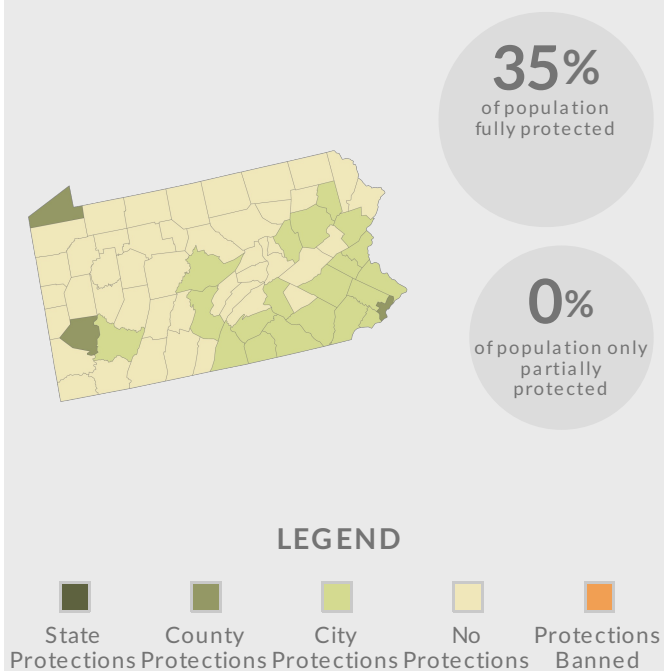 35%
of population
fully protected
0%
of population only
partially
protected
LEGEND
State
Protections
County
Protections
City
Protections
No
Protections
Protections
Banned